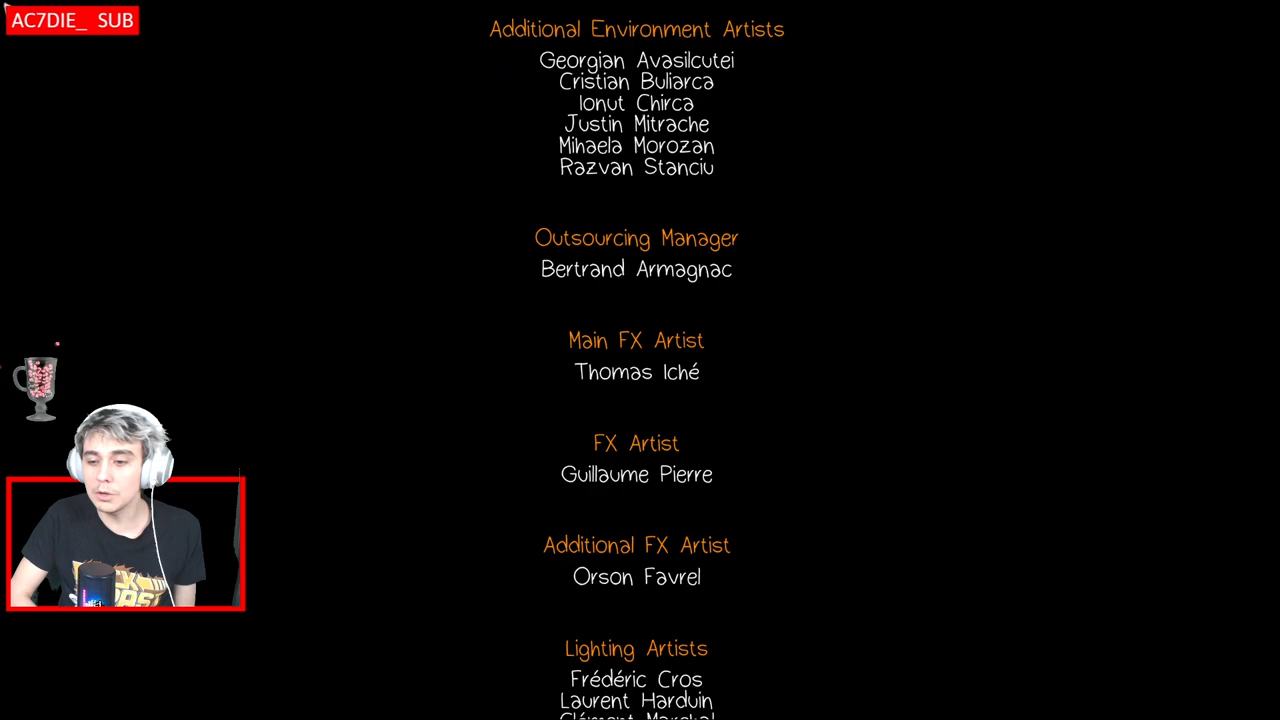 AC7DIE_ SUB
Additional Environment Artists
Georgian Avasilcutei
Cristian Buliarca
Ionut Chirca
Justin Mitrache
Mihaela Morozan
Razvan Stanciu
Outsourcing Manager
Bertrand Armagnac
Main FX Artist
Thomas Iché
FX Artist
Guillaume Pierre
Additional FX Artist
Orson Favrel
Lighting Artists
Frédéric Cros
Laurent Harduin
Clément Marchal